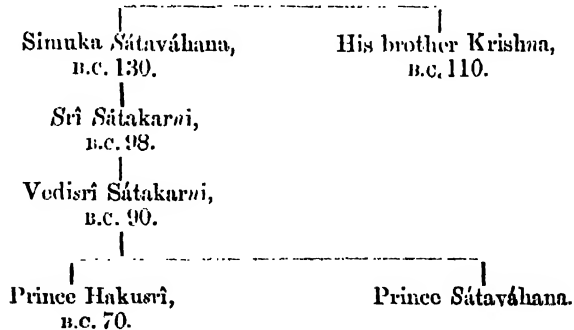 Simuka Sátaváhana,
B.C. 130.
His brother Krishna,
B.C. 110.
Srî Sátakarni,
B.C. 98.
Vedisrî Sátakarni,
B.C. 90.
Prince Hakusrî,
B.C. 70.
Prince Sátaváhana.